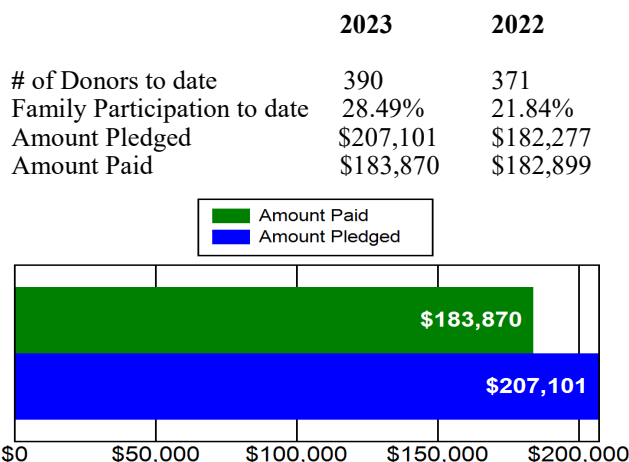 2023 2022
# of Donors to date 390 371
Family Participation to date 28.49% 21.84%
Amount Pledged $207,101 $182,277
Amount Paid $183,870 $182,899
Amount Paid
Amount Pledged
$183,870
$207,101
$0 $50,000 $100,000 $150,000 $200,000